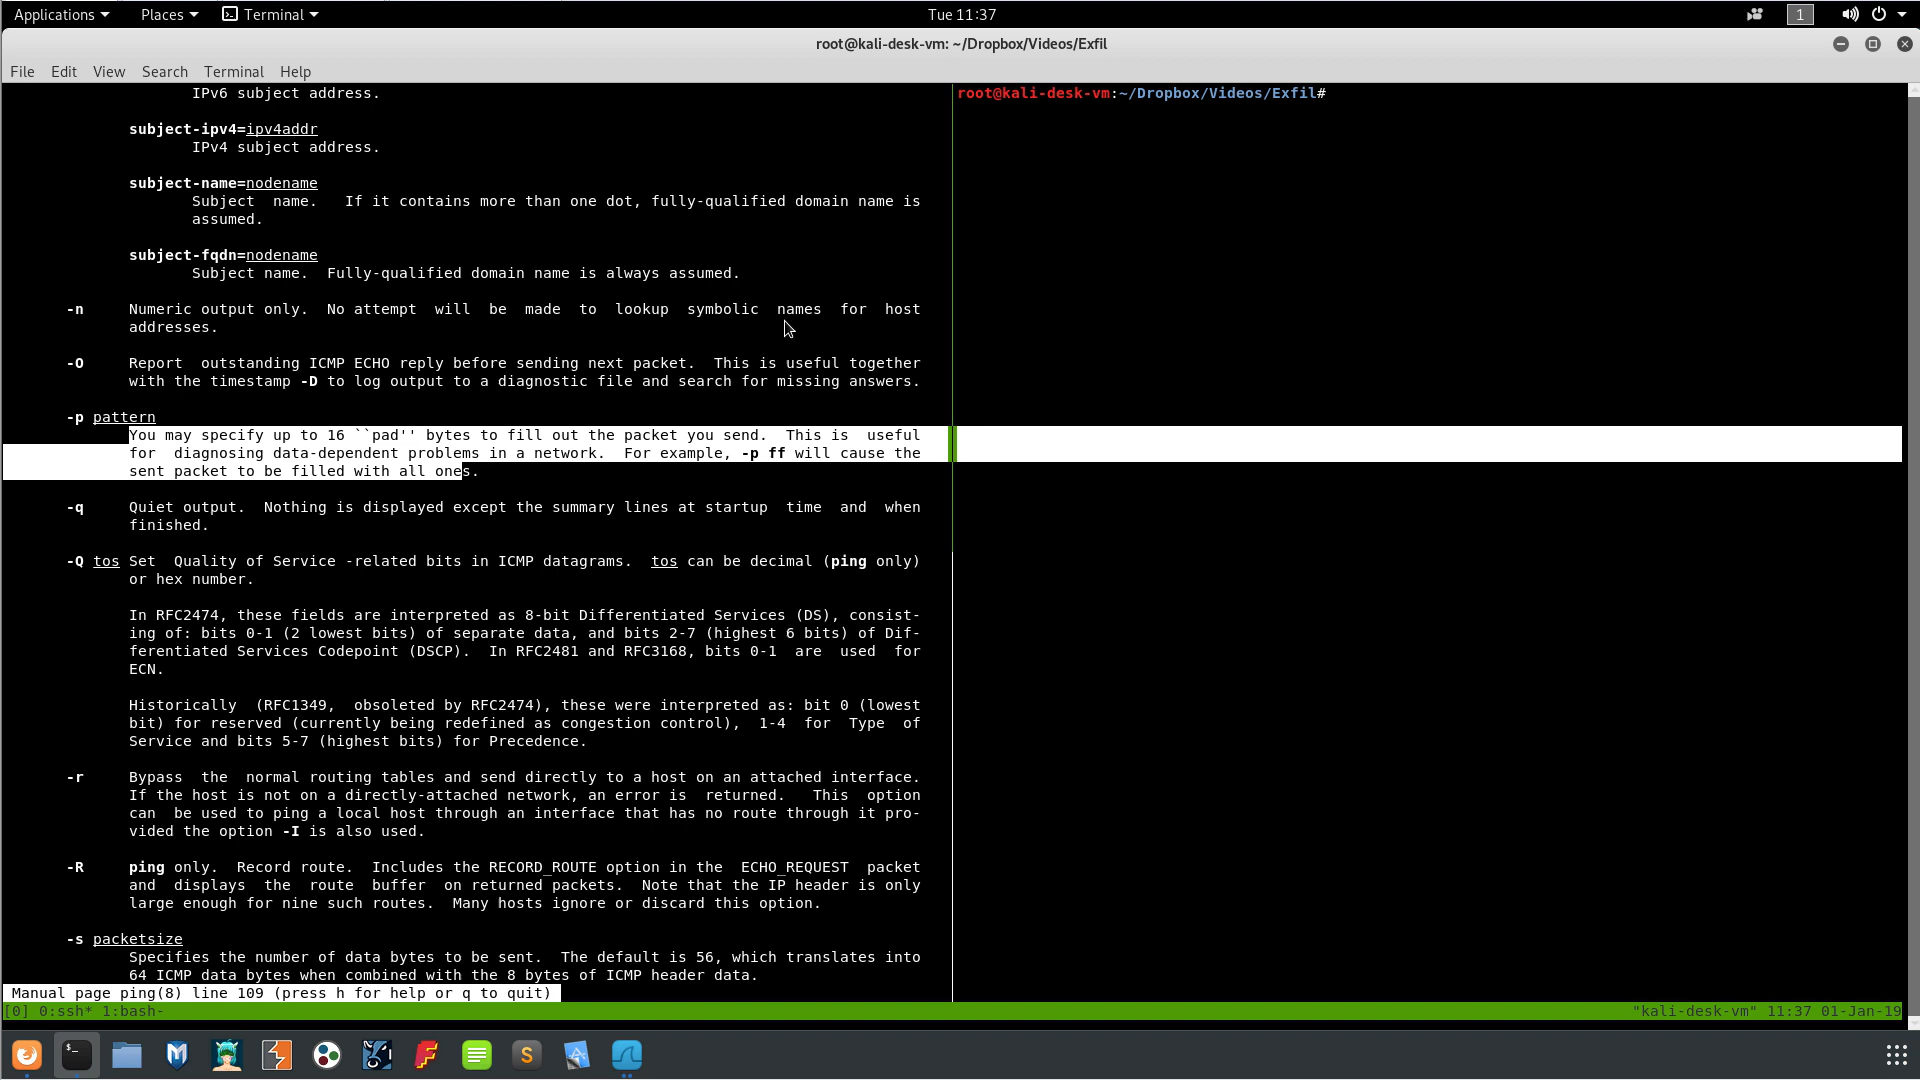 Applications Places Terminal Tue 11:37 1
root@kali-desk-vm: ~/Dropbox/Videos/Exfil
File Edit View Search Terminal Help
IPv6 subject address.
root@kali-desk-vm:~/Dropbox/Videos/Exfil#
subject-ipv4=ipv4addr
IPv4 subject address.
subject-name=nodename
Subject name. If it contains more than one dot, fully-qualified domain name is
assumed.
subject-fqdn=nodename
Subject name. Fully-qualified domain name is always assumed.
-n Numeric output only. No attempt will be made to lookup symbolic names for host
addresses.
-O Report outstanding ICMP ECHO reply before sending next packet. This is useful together
with the timestamp -D to log output to a diagnostic file and search for missing answers.
-p pattern
You may specify up to 16 ``pad'' bytes to fill out the packet you send. This is useful
for diagnosing data-dependent problems in a network. For example, -p ff will cause the
sent packet to be filled with all ones.
-q Quiet output. Nothing is displayed except the summary lines at startup time and when
finished.
-Q tos Set Quality of Service -related bits in ICMP datagrams. tos can be decimal (ping only)
or hex number.
In RFC2474, these fields are interpreted as 8-bit Differentiated Services (DS), consist-
ing of: bits 0-1 (2 lowest bits) of separate data, and bits 2-7 (highest 6 bits) of Dif-
ferentiated Services Codepoint (DSCP). In RFC2481 and RFC3168, bits 0-1 are used for
ECN.
Historically (RFC1349, obsoleted by RFC2474), these were interpreted as: bit 0 (lowest
bit) for reserved (currently being redefined as congestion control), 1-4 for Type of
Service and bits 5-7 (highest bits) for Precedence.
-r Bypass the normal routing tables and send directly to a host on an attached interface.
If the host is not on a directly-attached network, an error is returned. This option
can be used to ping a local host through an interface that has no route through it pro-
vided the option -I is also used.
-R ping only. Record route. Includes the RECORD_ROUTE option in the ECHO_REQUEST packet
and displays the route buffer on returned packets. Note that the IP header is only
large enough for nine such routes. Many hosts ignore or discard this option.
-s packetsize
Specifies the number of data bytes to be sent. The default is 56, which translates into
64 ICMP data bytes when combined with the 8 bytes of ICMP header data.
Manual page ping(8) line 109 (press h for help or q to quit)
[0] 0:ssh* 1:bash- "kali-desk-vm" 11:37 01-Jan-19